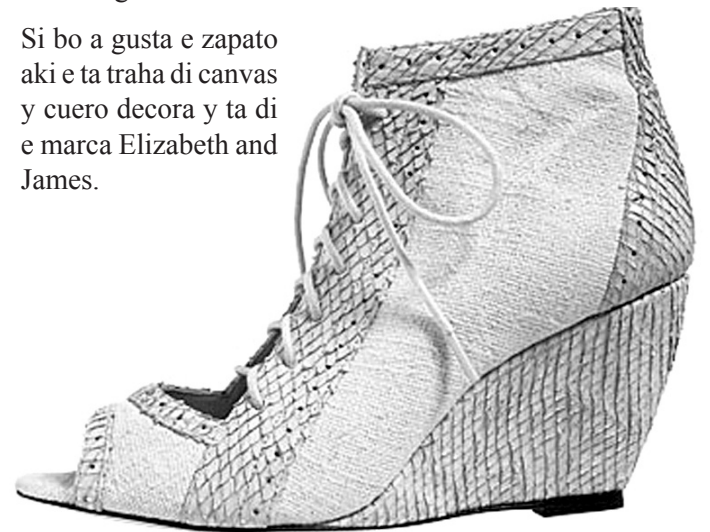 Si bo a gusta e zapato
aki e ta traha di canvas
y cuero decora y ta di
e marca Elizabeth and
James.